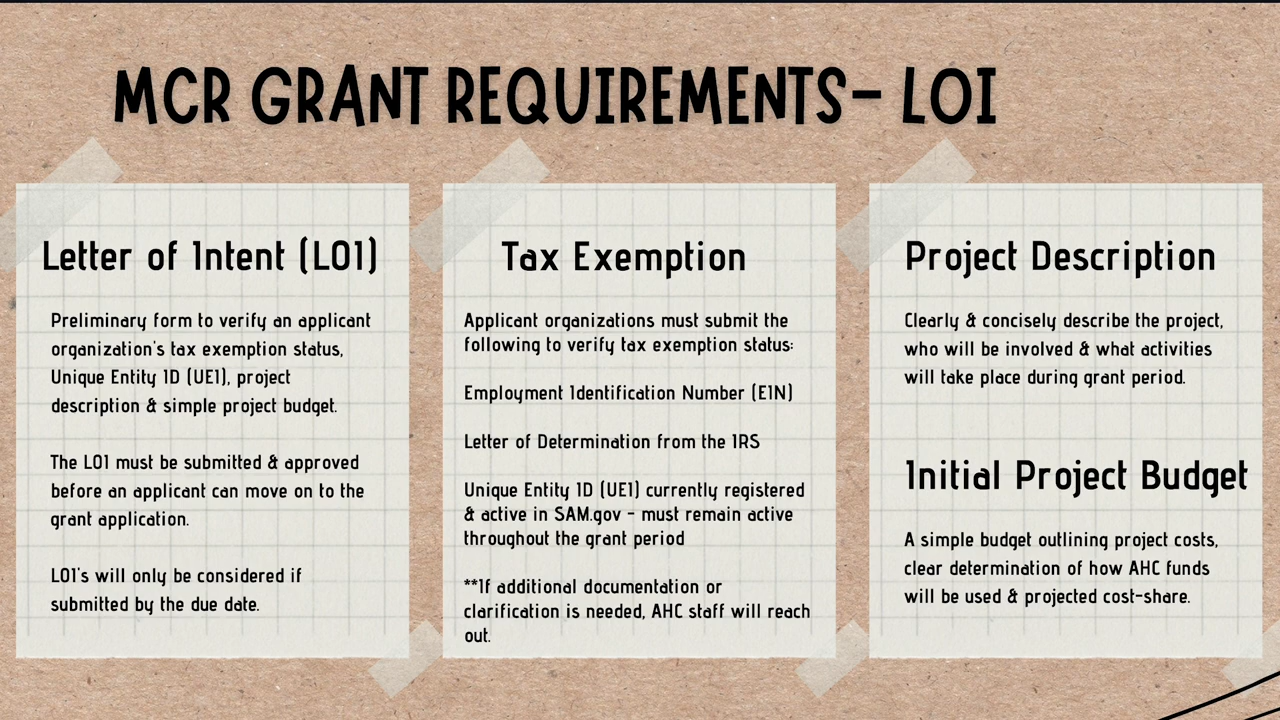 MCR GRANT REQUIREMENTS- LOI
Letter of Intent (LOI)
Preliminary form to verify an applicant
organization's tax exemption status,
Unique Entity ID (UEI), project
description & simple project budget.
The LOI must be submitted & approved
before an applicant can move on to the
grant application.
LOI's will only be considered if
submitted by the due date.
Tax Exemption
Applicant organizations must submit the
following to verify tax exemption status:
Employment Identification Number (EIN)
Letter of Determination from the IRS
Unique Entity ID (UEI) currently registered
& active in SAM.gov - must remain active
throughout the grant period
**If additional documentation or
clarification is needed, AHC staff will reach
out.
Project Description
Clearly & concisely describe the project,
who will be involved & what activities
will take place during grant period.
Initial Project Budget
A simple budget outlining project costs,
clear determination of how AHC funds
will be used & projected cost-share.